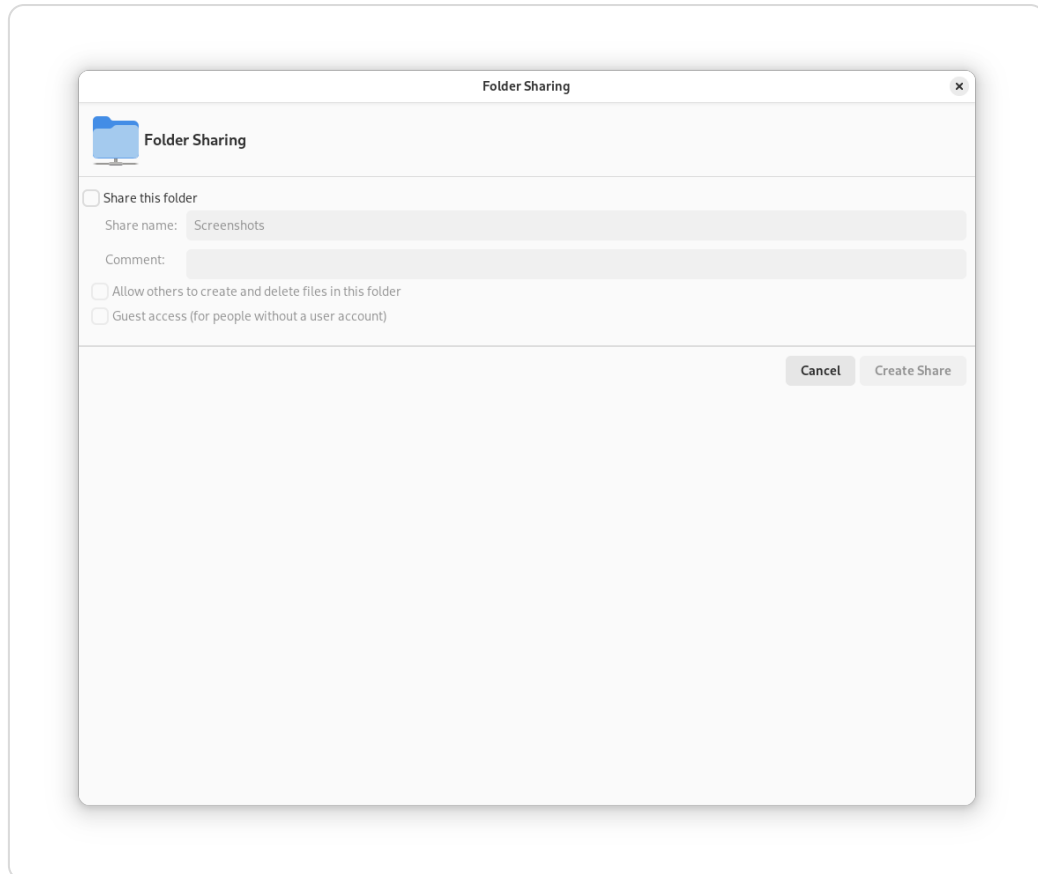 Folder Sharing
Folder Sharing
Share this folder
Share name: Screenshots
Comment:
Allow others to create and delete files in this folder
Guest access (for people without a user account)
Cancel Create Share